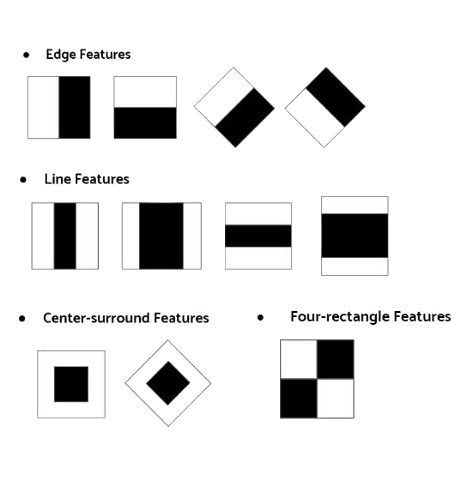 • Edge Features
• Line Features
• Center-surround Features
• Four-rectangle Features